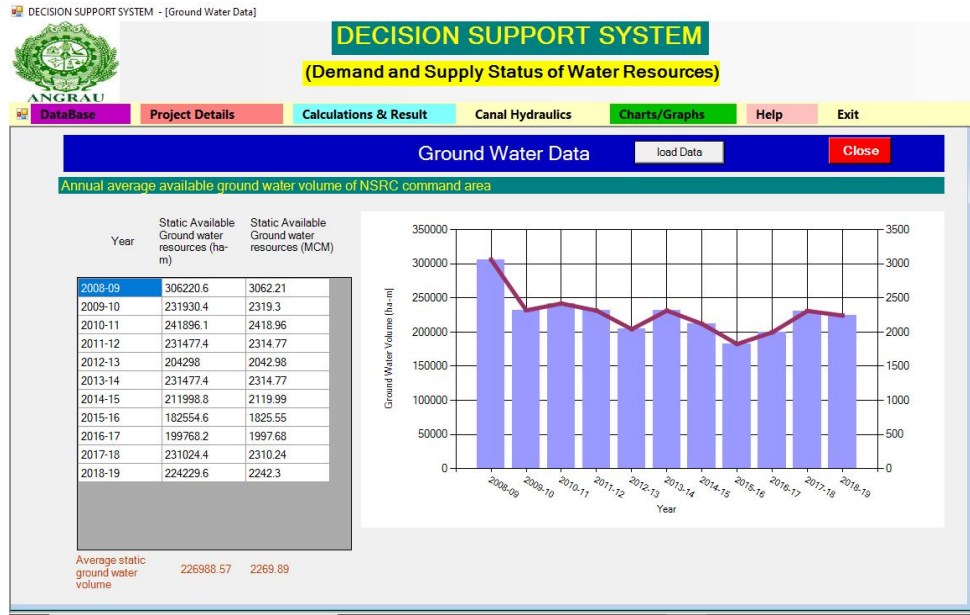 DECISION SUPPORT SYSTEM - [Ground Water Data]
DECISION SUPPORT SYSTEM
(Demand and Supply Status of Water Resources)
ANGRAU
DataBase Project Details Calculations & Result Canal Hydraulics Charts/Graphs Help Exit
Ground Water Data load Data Close
Annual average available ground water volume of NSRC command area
Year
Static Available
Ground water
resources (ha-
m)
Static Available
Ground water
resources (MCM)
2008-09 306220.6 3062.21
2009-10 231930.4 2319.3
2010-11 241896.1 2418.96
2011-12 231477.4 2314.77
2012-13 204298 2042.98
2013-14 231477.4 2314.77
2014-15 211998.8 2119.99
2015-16 182554.6 1825.55
2016-17 199768.2 1997.68
2017-18 231024.4 2310.24
2018-19 224229.6 2242.3
Average static
ground water
volume
226988.57 2269.89
Ground Water Volume (ha-m)
350000 3500
300000 3000
250000 2500
200000 2000
150000 1500
100000 1000
50000 500
0 0
2008-09 2009-10 2010-11 2011-12 2012-13 2013-14 2014-15 2015-16 2016-17 2017-18 2018-19
Year